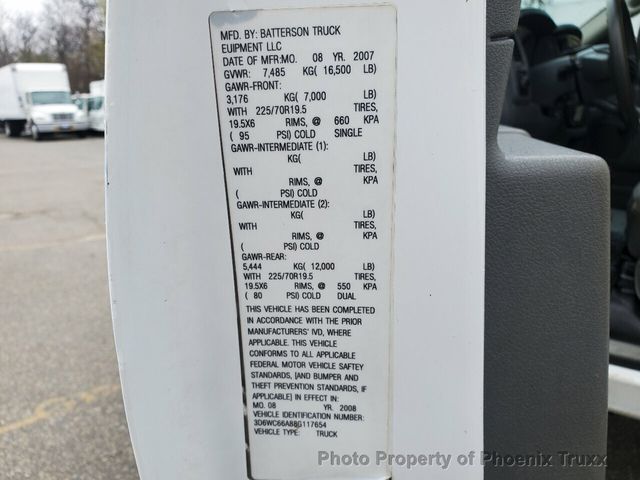 MFD. BY: BATTERSON TRUCK
EUIPMENT LLC
DATE OF MFR:MO. 08 YR. 2007
GVWR: 7,485 KG( 16,500 LB)
GAWR-FRONT:
3,176 KG( 7,000 LB)
WITH 225/70R19.5 TIRES,
19.5X6 RIMS, @ 660 KPA
( 95 PSI) COLD SINGLE
GAWR-INTERMEDIATE (1):
KG( LB)
WITH TIRES,
RIMS, @ KPA
( PSI) COLD
GAWR-INTERMEDIATE (2):
KG( LB)
WITH TIRES,
RIMS, @ KPA
( PSI) COLD
GAWR-REAR:
5,444 KG( 12,000 LB)
WITH 225/70R19.5 TIRES,
19.5X6 RIMS, @ 550 KPA
( 80 PSI) COLD DUAL
THIS VEHICLE HAS BEEN COMPLETED
IN ACCORDANCE WITH THE PRIOR
MANUFACTURERS' IVD, WHERE
APPLICABLE. THIS VEHICLE
CONFORMS TO ALL APPLICABLE
FEDERAL MOTOR VEHICLE SAFTEY
STANDARDS, [AND BUMPER AND
THEFT PREVENTION STANDARDS, IF
APPLICABLE] IN EFFECT IN:
MO. 08 YR. 2008
VEHICLE IDENTIFICATION NUMBER:
3D6WC66A88G117654
VEHICLE TYPE: TRUCK
Photo Property of Phoenix Truxx